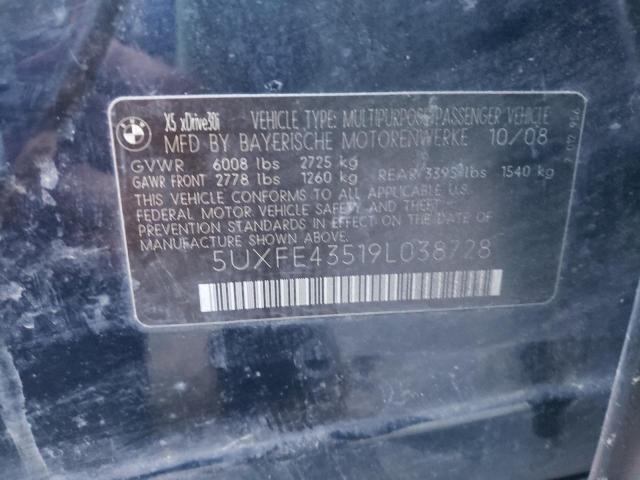 BMW
X5 xDrive30i VEHICLE TYPE: MULTIPURPOSE PASSENGER VEHICLE
MFD BY BAYERISCHE MOTORENWERKE 10/08
GVWR 6008 lbs 2725 kg
GAWR FRONT 2778 lbs 1260 kg REAR 3395 lbs 1540 kg
THIS VEHICLE CONFORMS TO ALL APPLICABLE U.S.
FEDERAL MOTOR VEHICLE SAFETY AND THEFT
PREVENTION STANDARDS IN EFFECT ON THE DATE OF
MANUFACTURE SHOWN ABOVE.
5UXFE43519L038728